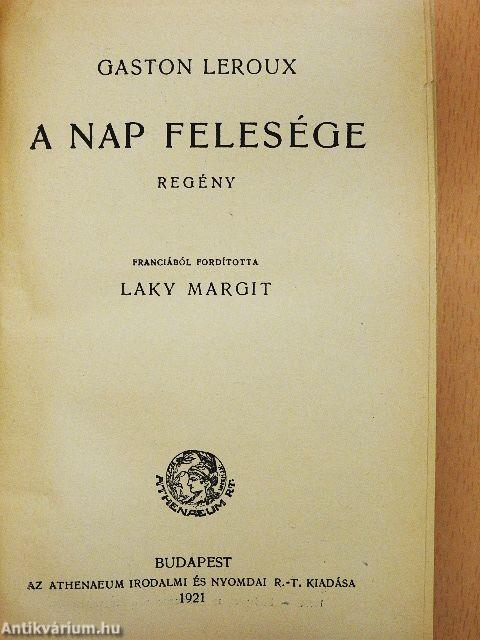 GASTON LEROUX
A NAP FELESÉGE
REGÉNY
FRANCIÁBÓL FORDÍTOTTA
LAKY MARGIT
ATHENAEUM R.T.
BUDAPEST
AZ ATHENAEUM IRODALMI ÉS NYOMDAI R.-T. KIADÁSA
1921
Antikvárium.hu